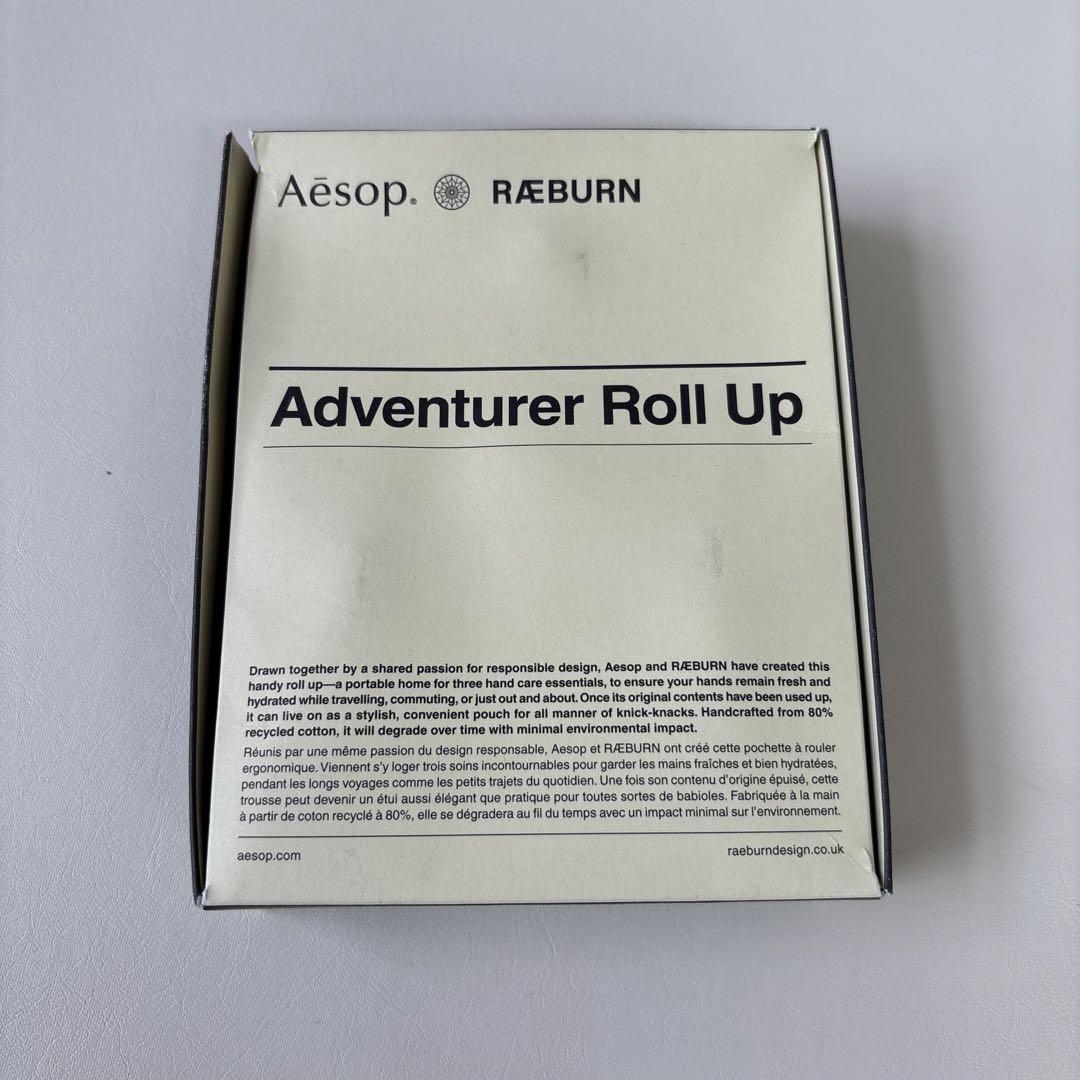 Aēsop® RÆBURN
Adventurer Roll Up
Drawn together by a shared passion for responsible design, Aesop and RÆBURN have created this
handy roll up—a portable home for three hand care essentials, to ensure your hands remain fresh and
hydrated while travelling, commuting, or just out and about. Once its original contents have been used up,
it can live on as a stylish, convenient pouch for all manner of knick-knacks. Handcrafted from 80%
recycled cotton, it will degrade over time with minimal environmental impact.
Réunis par une même passion du design responsable, Aesop et RÆBURN ont créé cette pochette à rouler
ergonomique. Viennent s’y loger trois soins incontournables pour garder les mains fraîches et bien hydratées,
pendant les longs voyages comme les petits trajets du quotidien. Une fois son contenu d’origine épuisé, cette
trousse peut devenir un étui aussi élégant que pratique pour toutes sortes de babioles. Fabriquée à la main
à partir de coton recyclé à 80%, elle se dégradera au fil du temps avec un impact minimal sur l’environnement.
aesop.com raeburndesign.co.uk